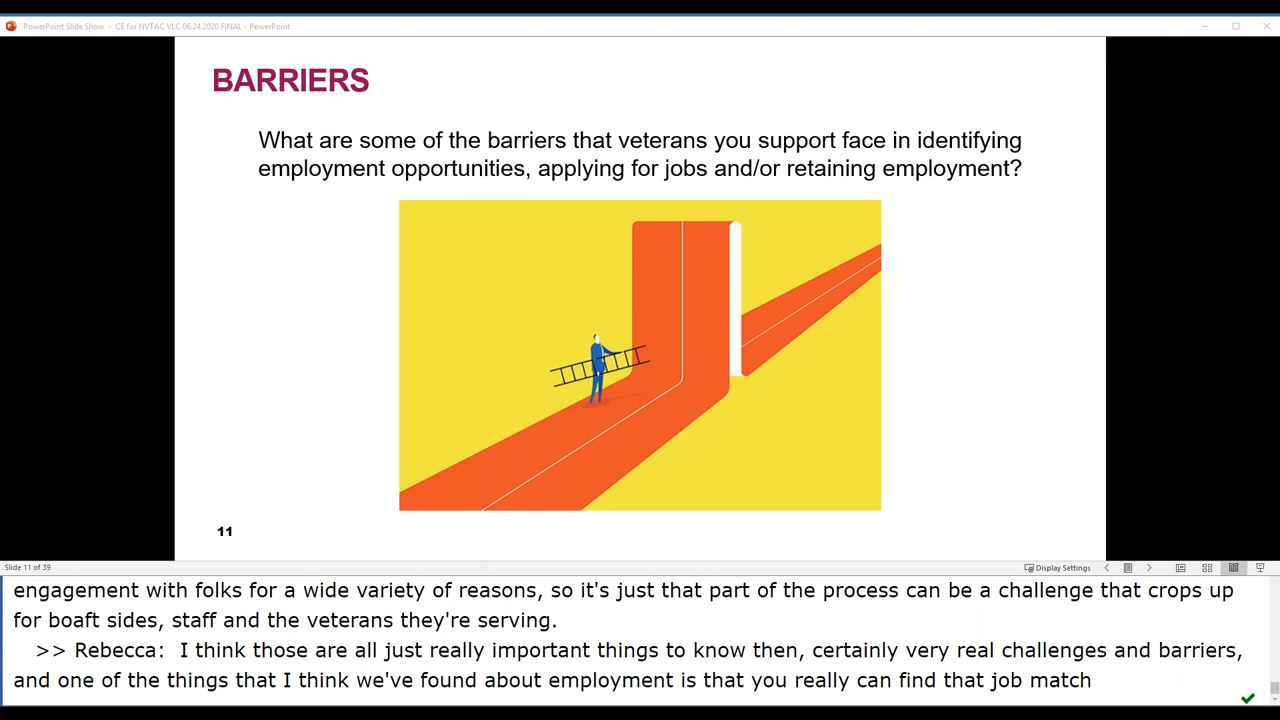 PowerPoint Slide Show - CE for NVTAC VLC 06.24.2020 FINAL - PowerPoint
BARRIERS
What are some of the barriers that veterans you support face in identifying
employment opportunities, applying for jobs and/or retaining employment?
11
Slide 11 of 39
Display Settings
engagement with folks for a wide variety of reasons, so it's just that part of the process can be a challenge that crops up
for boaft sides, staff and the veterans they're serving.
>> Rebecca: I think those are all just really important things to know then, certainly very real challenges and barriers,
and one of the things that I think we've found about employment is that you really can find that job match